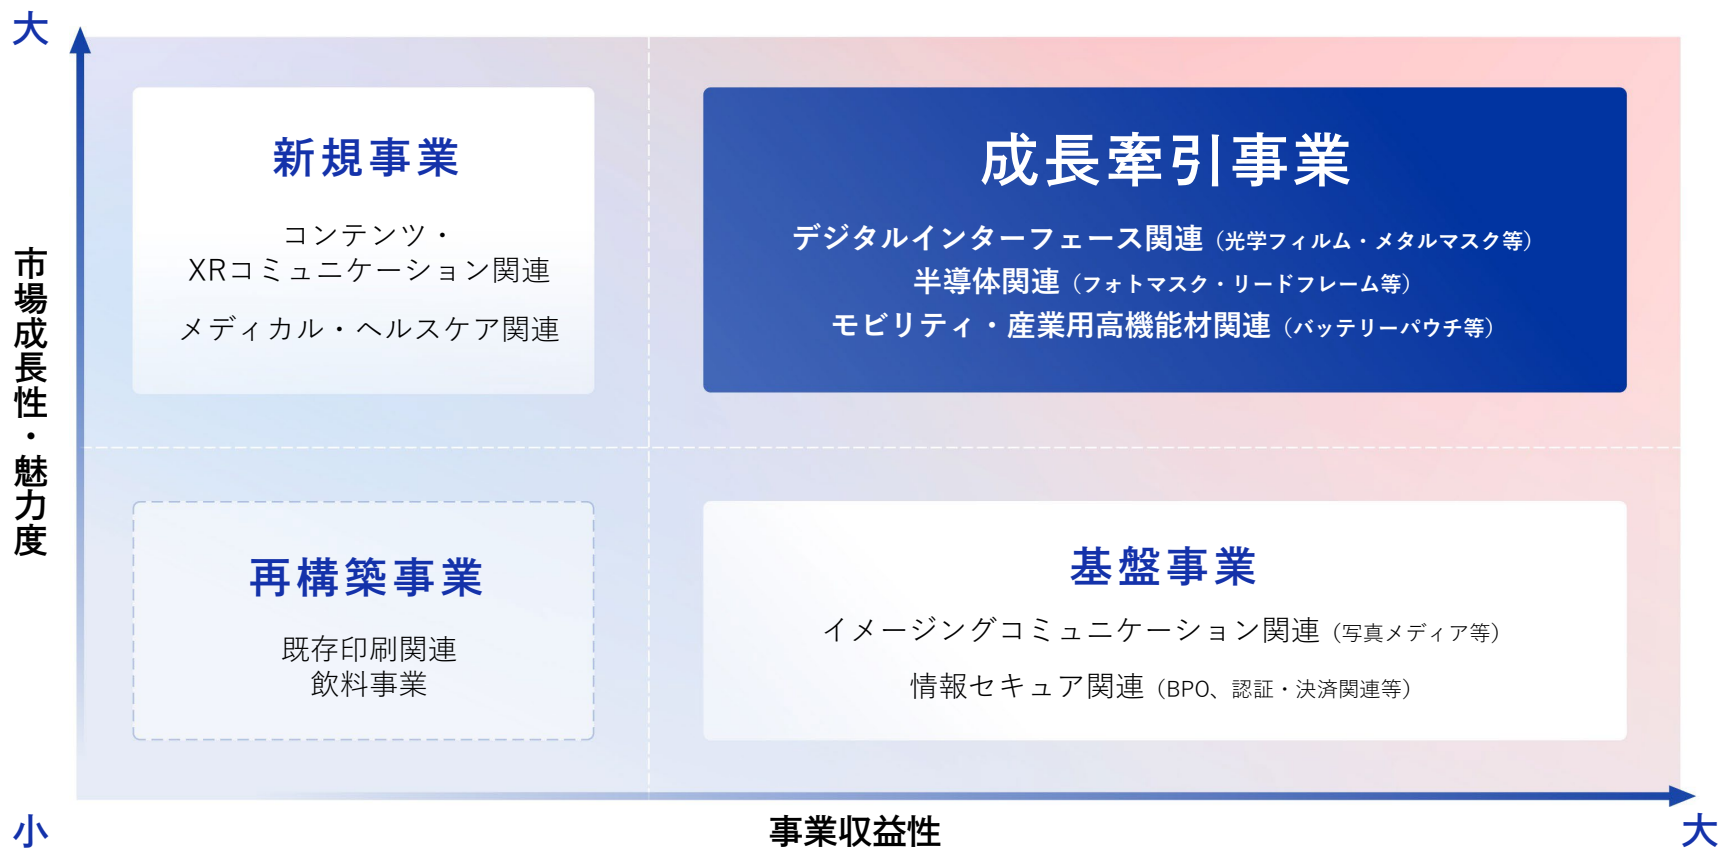 大
市場成長性・魅力度
新規事業
コンテンツ・
XRコミュニケーション関連
メディカル・ヘルスケア関連
成長牽引事業
デジタルインターフェース関連（光学フィルム・メタルマスク等）
半導体関連（フォトマスク・リードフレーム等）
モビリティ・産業用高機能材関連（バッテリーパウチ等）
再構築事業
既存印刷関連
飲料事業
基盤事業
イメージングコミュニケーション関連（写真メディア等）
情報セキュア関連（BPO、認証・決済関連等）
小
事業収益性
大